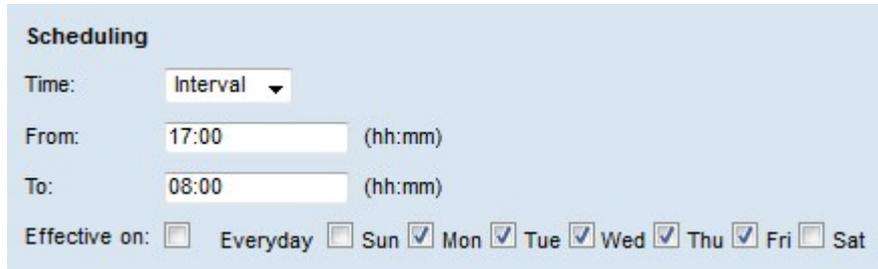 Scheduling
Time: Interval
From: 17:00 (hh:mm)
To: 08:00 (hh:mm)
Effective on: Everyday Sun Mon Tue Wed Thu Fri Sat